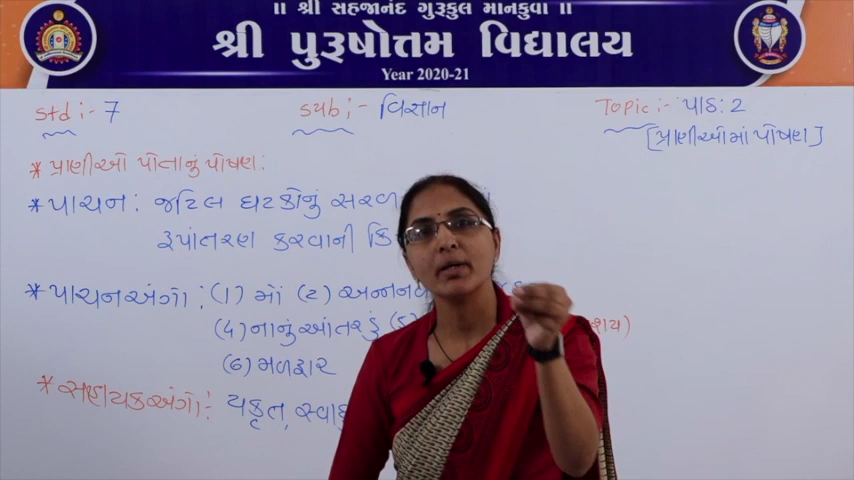 ॥ શ્રી સહજાનંદ ગુરૂકુલ માનકુવા ॥
શ્રી પુરૂષોત્તમ વિદ્યાલય
Year 2020-21
Std :- 7
Sub :- વિજ્ઞાન
Topic :- પાઠ : 2
[પ્રાણીઓમાં પોષણ]
* પ્રાણીઓ પોતાનું પોષણ :
* પાચન : જટિલ ઘટકોનું સરળ
રૂપાંતરણ કરવાની ક્રિ
* પાચનઅંગો : (1) મોં (2) અન્નન
(4) નાનું આંતરડું (5)
(6) મળદ્વાર
* સહાયકઅંગો : યકૃત, સ્વાદુ